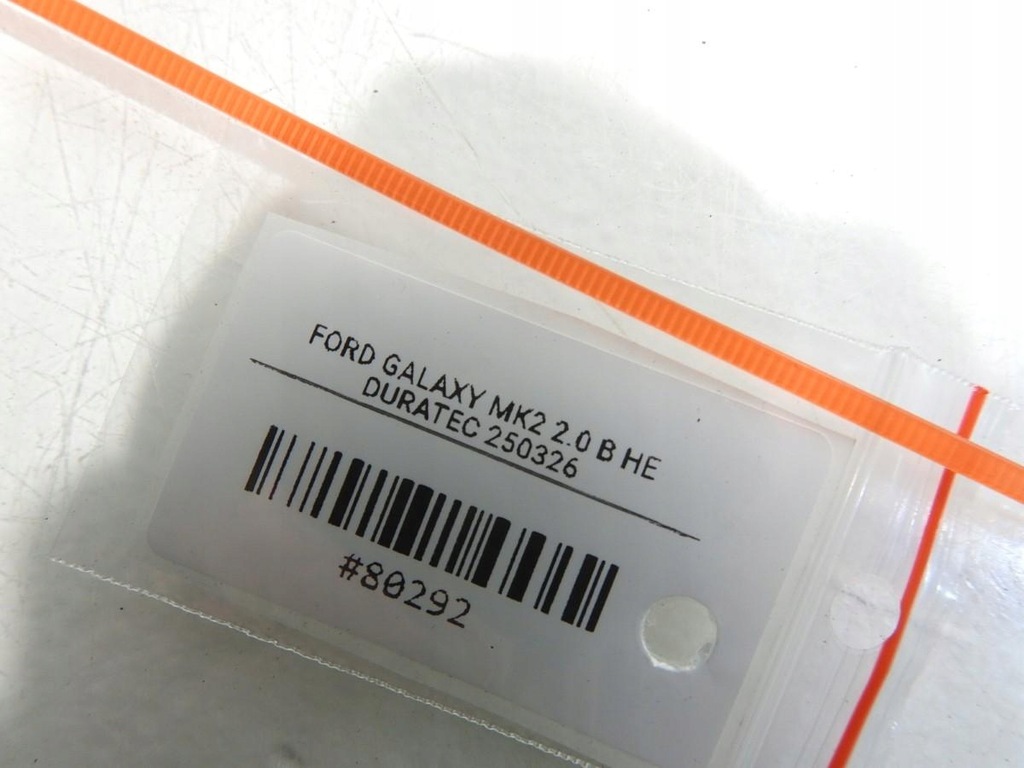 FORD GALAXY MK2 2.0 B HE
DURATEC 250326
#80292